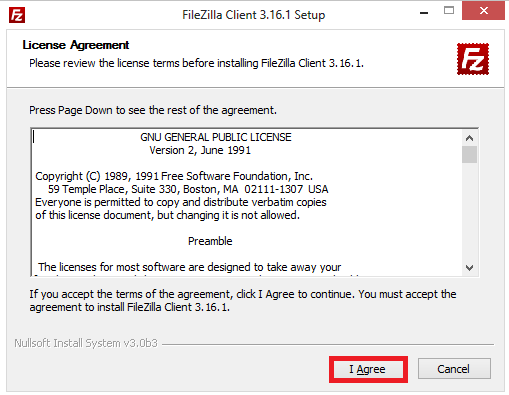 FileZilla Client 3.16.1 Setup
License Agreement
Please review the license terms before installing FileZilla Client 3.16.1.
Fz
Press Page Down to see the rest of the agreement.
GNU GENERAL PUBLIC LICENSE
Version 2, June 1991
Copyright (C) 1989, 1991 Free Software Foundation, Inc.
59 Temple Place, Suite 330, Boston, MA 02111-1307 USA
Everyone is permitted to copy and distribute verbatim copies
of this license document, but changing it is not allowed.
Preamble
The licenses for most software are designed to take away your
If you accept the terms of the agreement, click I Agree to continue. You must accept the
agreement to install FileZilla Client 3.16.1.
Nullsoft Install System v3.0b3
I Agree
Cancel